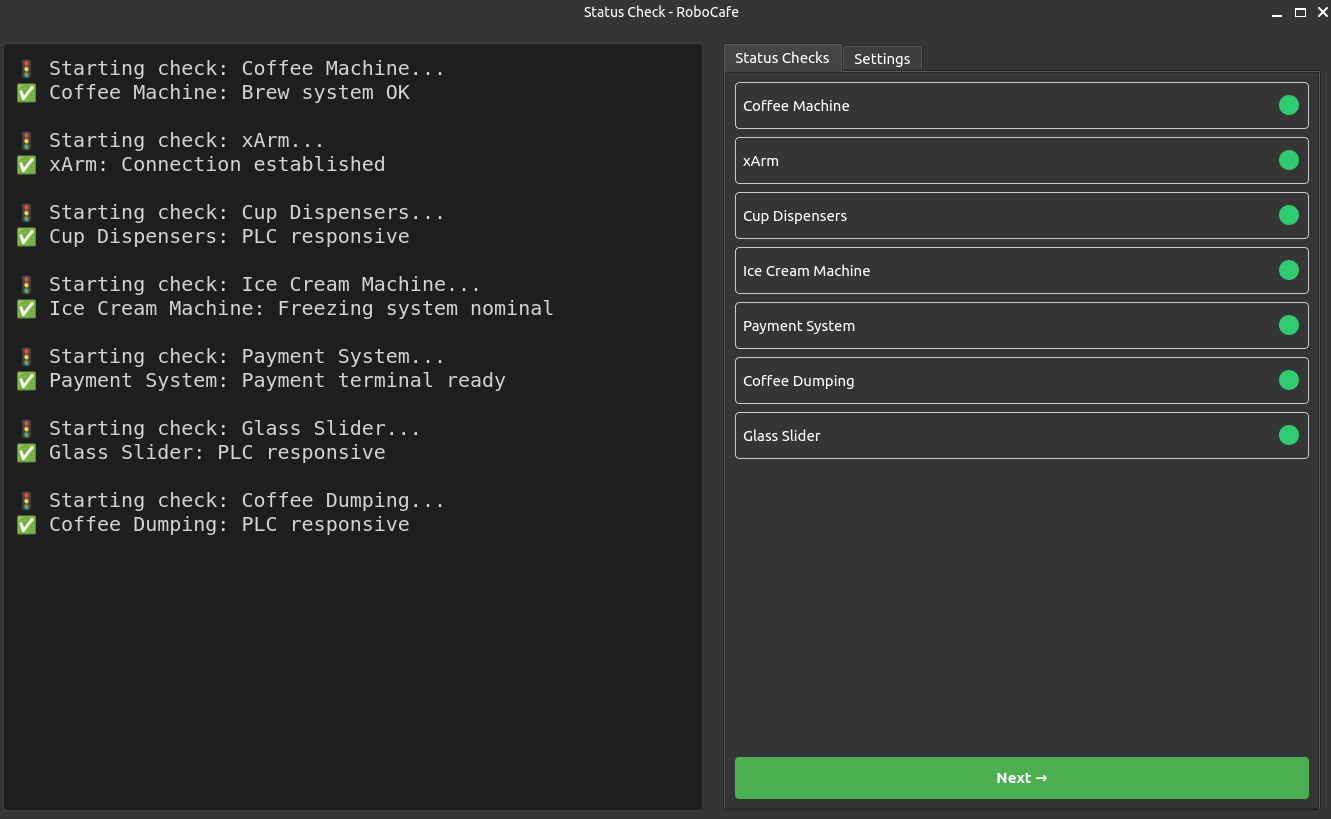 Status Check - RoboCafe
🚦 Starting check: Coffee Machine...
✅ Coffee Machine: Brew system OK
🚦 Starting check: xArm...
✅ xArm: Connection established
🚦 Starting check: Cup Dispensers...
✅ Cup Dispensers: PLC responsive
🚦 Starting check: Ice Cream Machine...
✅ Ice Cream Machine: Freezing system nominal
🚦 Starting check: Payment System...
✅ Payment System: Payment terminal ready
🚦 Starting check: Glass Slider...
✅ Glass Slider: PLC responsive
🚦 Starting check: Coffee Dumping...
✅ Coffee Dumping: PLC responsive
Status Checks
Settings
Coffee Machine
xArm
Cup Dispensers
Ice Cream Machine
Payment System
Coffee Dumping
Glass Slider
Next →